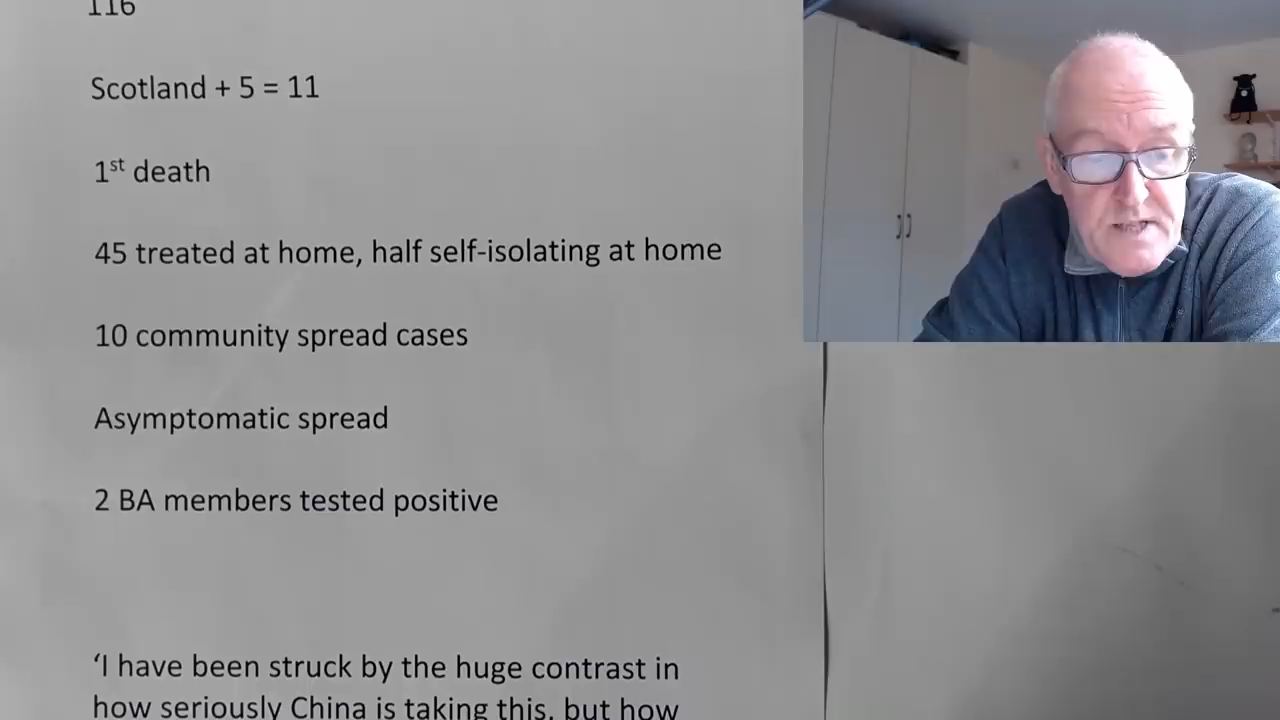 116
Scotland + 5 = 11
1st death
45 treated at home, half self-isolating at home
10 community spread cases
Asymptomatic spread
2 BA members tested positive
‘I have been struck by the huge contrast in
how seriously China is taking this, but how